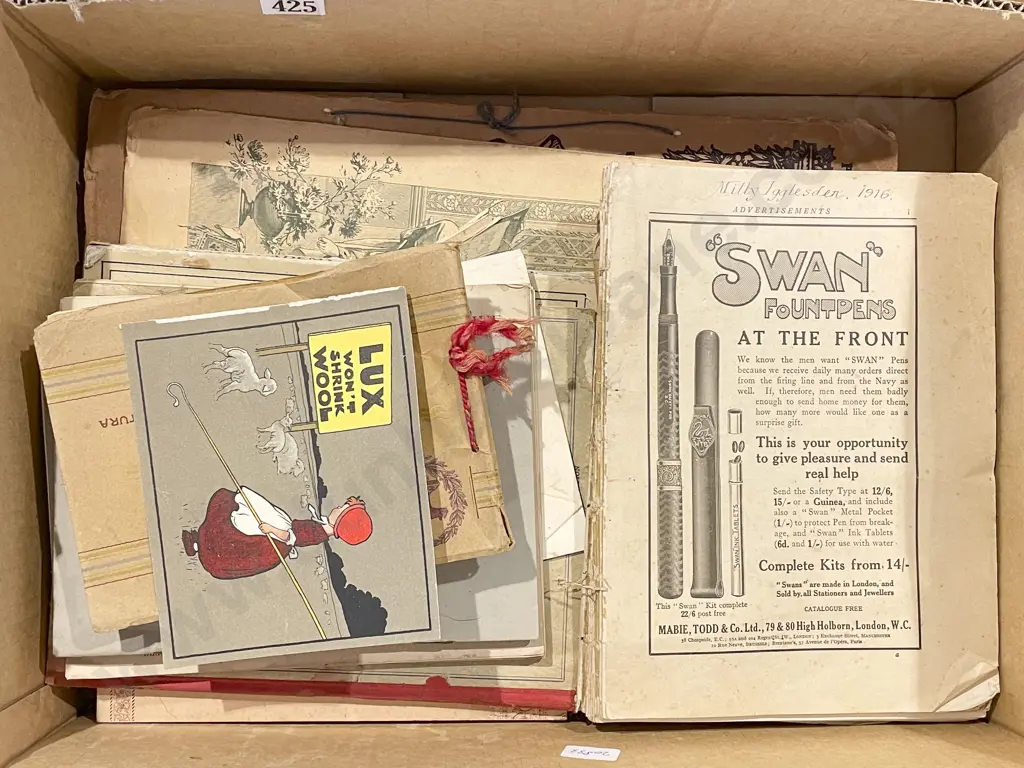 425
Milly Igglesden. 1916
ADVERTISEMENTS
"SWAN"
FOUNTPENS
AT THE FRONT
We know the men want "SWAN" Pens
because we receive daily many orders direct
from the firing line and from the Navy as
well. If, therefore, men need them badly
enough to send home money for them,
how many more would like one as a
surprise gift.
This is your opportunity
to give pleasure and send
real help
Send the Safety Type at 12/6,
15/- or a Guinea, and include
also a "Swan" Metal Pocket
(1/-) to protect Pen from break-
age, and "Swan" Ink Tablets
(6d. and 1/-) for use with water
Complete Kits from 14/-
"Swans" are made in London, and
Sold by all Stationers and Jewellers
CATALOGUE FREE
SWAN INK TABLETS
This "Swan" Kit complete
22/6 post free
MABIE, TODD & Co. Ltd., 79 & 80 High Holborn, London, W.C.
LUX
WON'T
SHRINK
WOOL
TURA